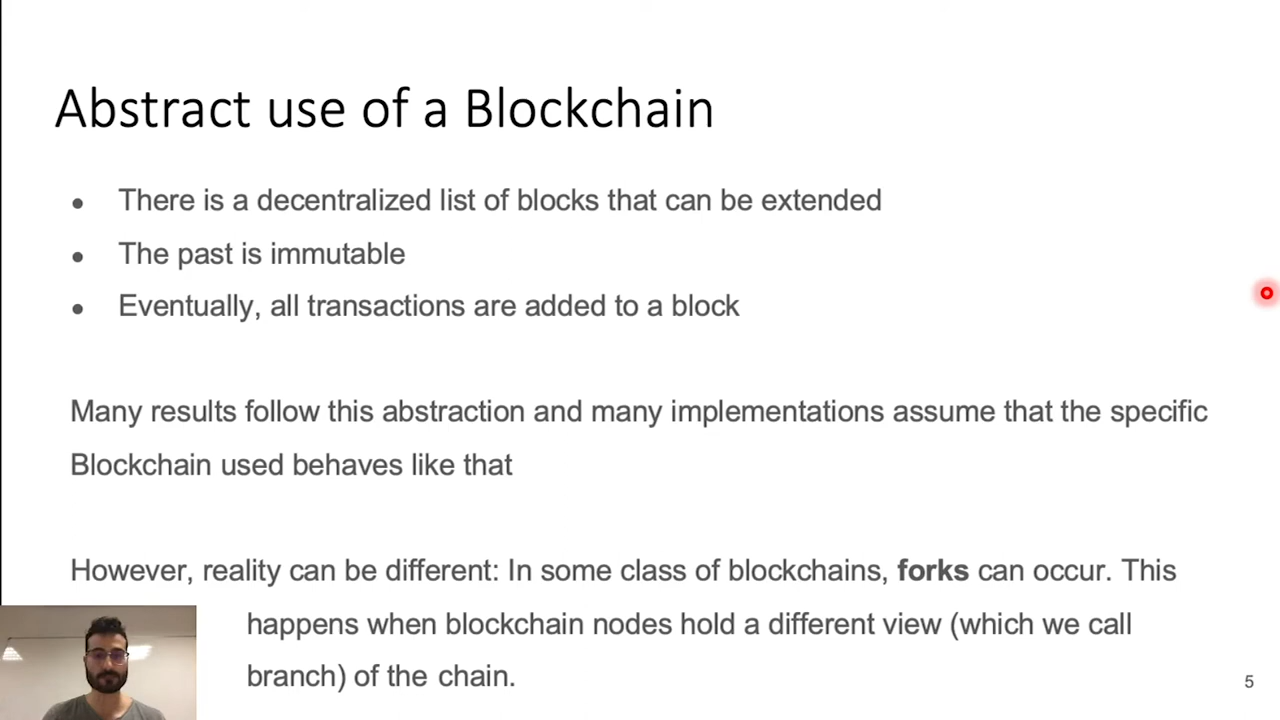 Abstract use of a Blockchain
● There is a decentralized list of blocks that can be extended
● The past is immutable
● Eventually, all transactions are added to a block
Many results follow this abstraction and many implementations assume that the specific
Blockchain used behaves like that
However, reality can be different: In some class of blockchains, forks can occur. This
happens when blockchain nodes hold a different view (which we call
branch) of the chain.
5